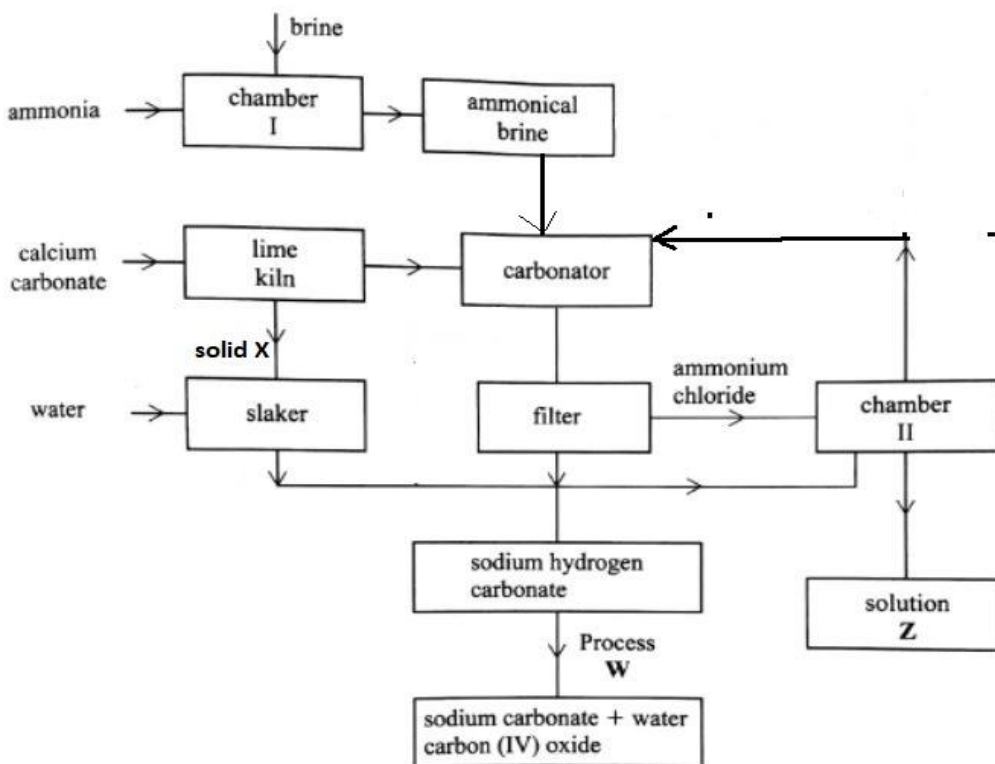 brine
ammonia
chamber
I
ammonical
brine
calcium
carbonate
lime
kiln
carbonator
solid X
water
slaker
filter
ammonium
chloride
chamber
II
sodium hydrogen
carbonate
solution
Z
Process
W
sodium carbonate + water
carbon (IV) oxide